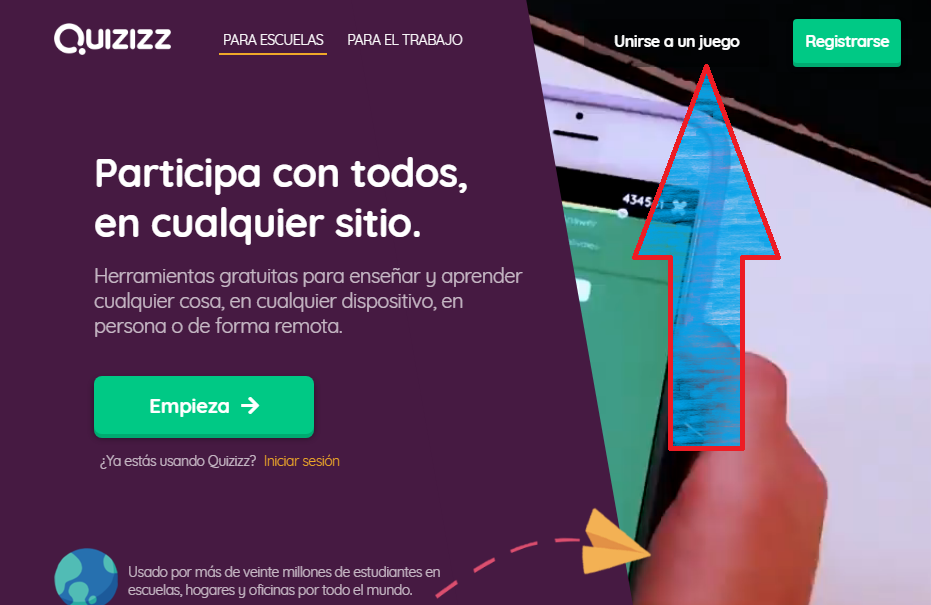 QUIZIZZ
PARA ESCUELAS
PARA EL TRABAJO
Unirse a un juego
Registrarse
Participa con todos,
en cualquier sitio.
Herramientas gratuitas para enseñar y aprender
cualquier cosa, en cualquier dispositivo, en
persona o de forma remota.
Empieza →
¿Ya estás usando Quizizz? Iniciar sesión
Usado por más de veinte millones de estudiantes en
escuelas, hogares y oficinas por todo el mundo.